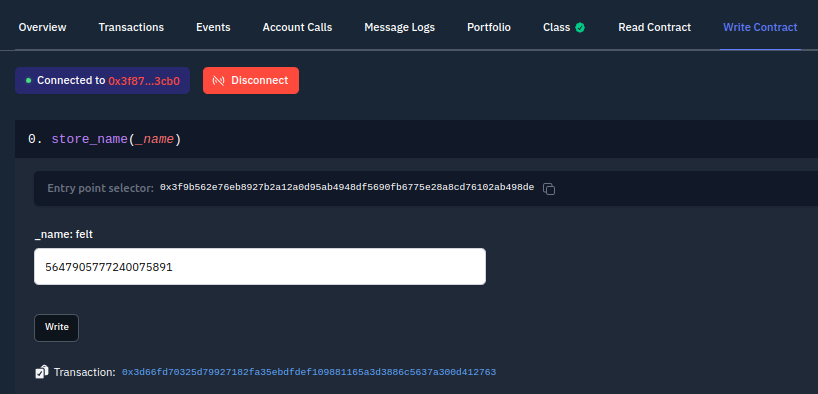 Overview Transactions Events Account Calls Message Logs Portfolio Class Read Contract Write Contract
Connected to 0x3f87...3cb0 Disconnect
0. store_name(_name)
Entry point selector: 0x3f9b562e76eb8927b2a12a0d95ab4948df5690fb6775e28a8cd76102ab498de
_name: felt
5647905777240075891
Write
Transaction: 0x3d66fd70325d79927182fa35ebdfdef109881165a3d3886c5637a300d412763